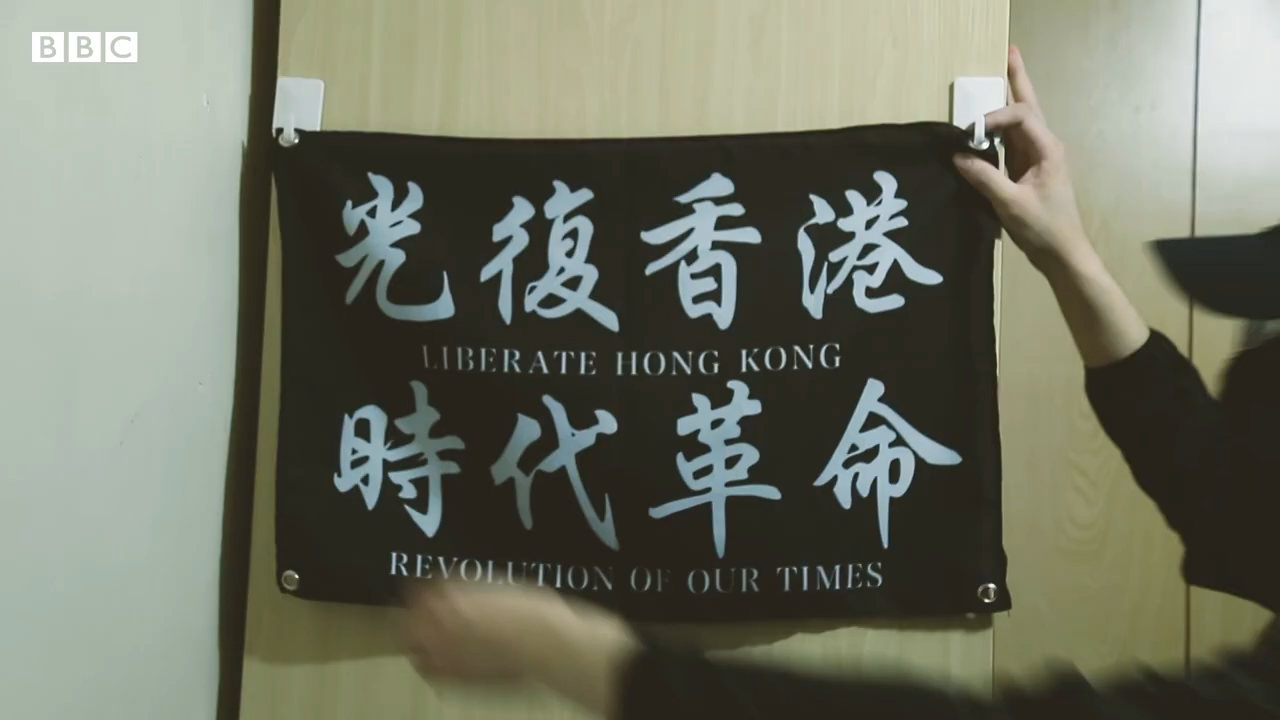 BBC
光復香港
LIBERATE HONG KONG
時代革命
REVOLUTION OF OUR TIMES